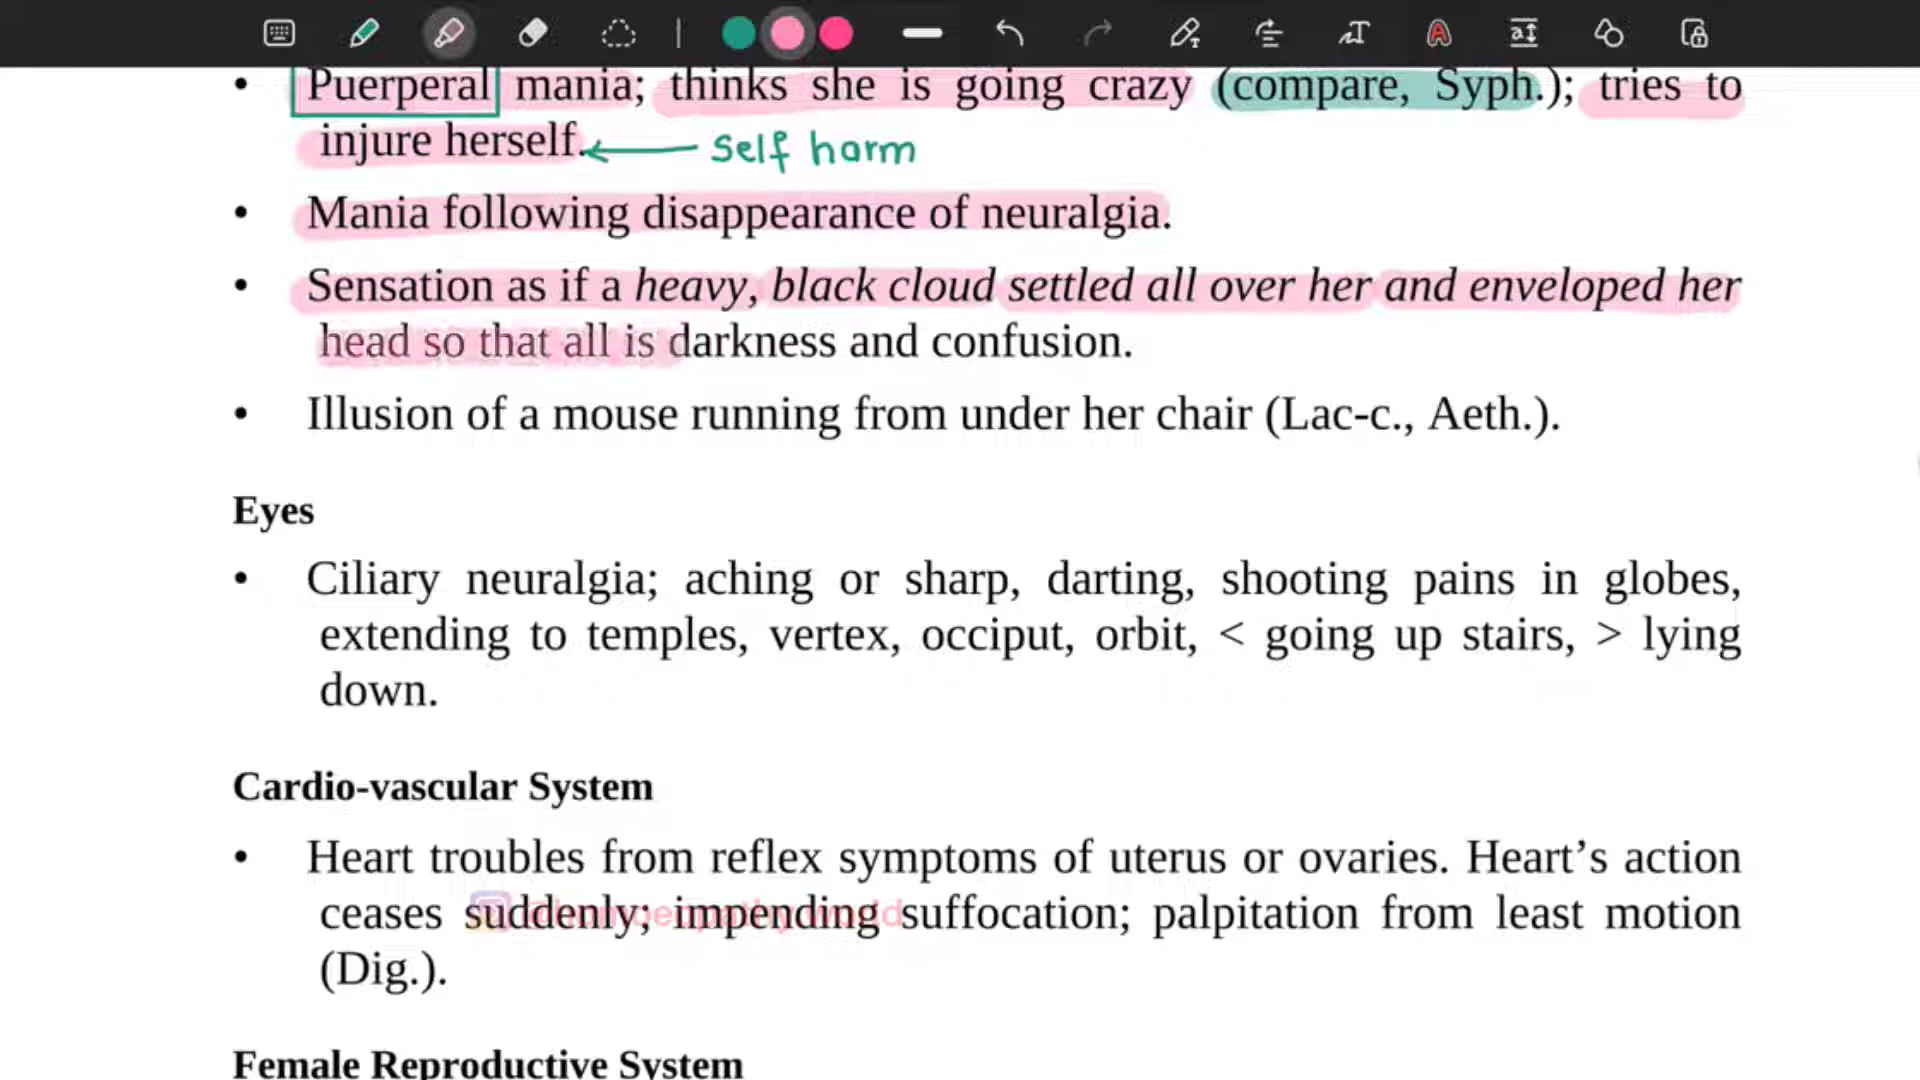 • Puerperal mania; thinks she is going crazy (compare, Syph.); tries to
injure herself. Self harm
• Mania following disappearance of neuralgia.
• Sensation as if a heavy, black cloud settled all over her and enveloped her
head so that all is darkness and confusion.
• Illusion of a mouse running from under her chair (Lac-c., Aeth.).
Eyes
• Ciliary neuralgia; aching or sharp, darting, shooting pains in globes,
extending to temples, vertex, occiput, orbit, < going up stairs, > lying
down.
Cardio-vascular System
• Heart troubles from reflex symptoms of uterus or ovaries. Heart’s action
ceases suddenly; impending suffocation; palpitation from least motion
@homoeopathy.world
(Dig.).
Female Reproductive System